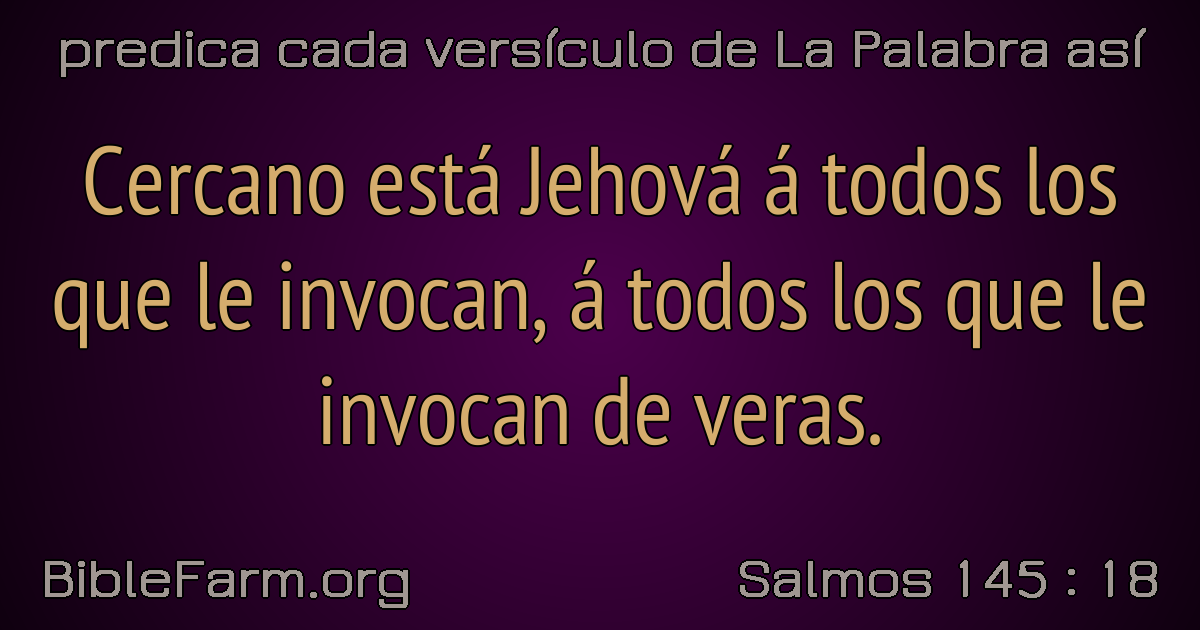 predica cada versículo de La Palabra así
Cercano está Jehová á todos los
que le invocan, á todos los que le
invocan de veras.
BibleFarm.org
Salmos 145 : 18